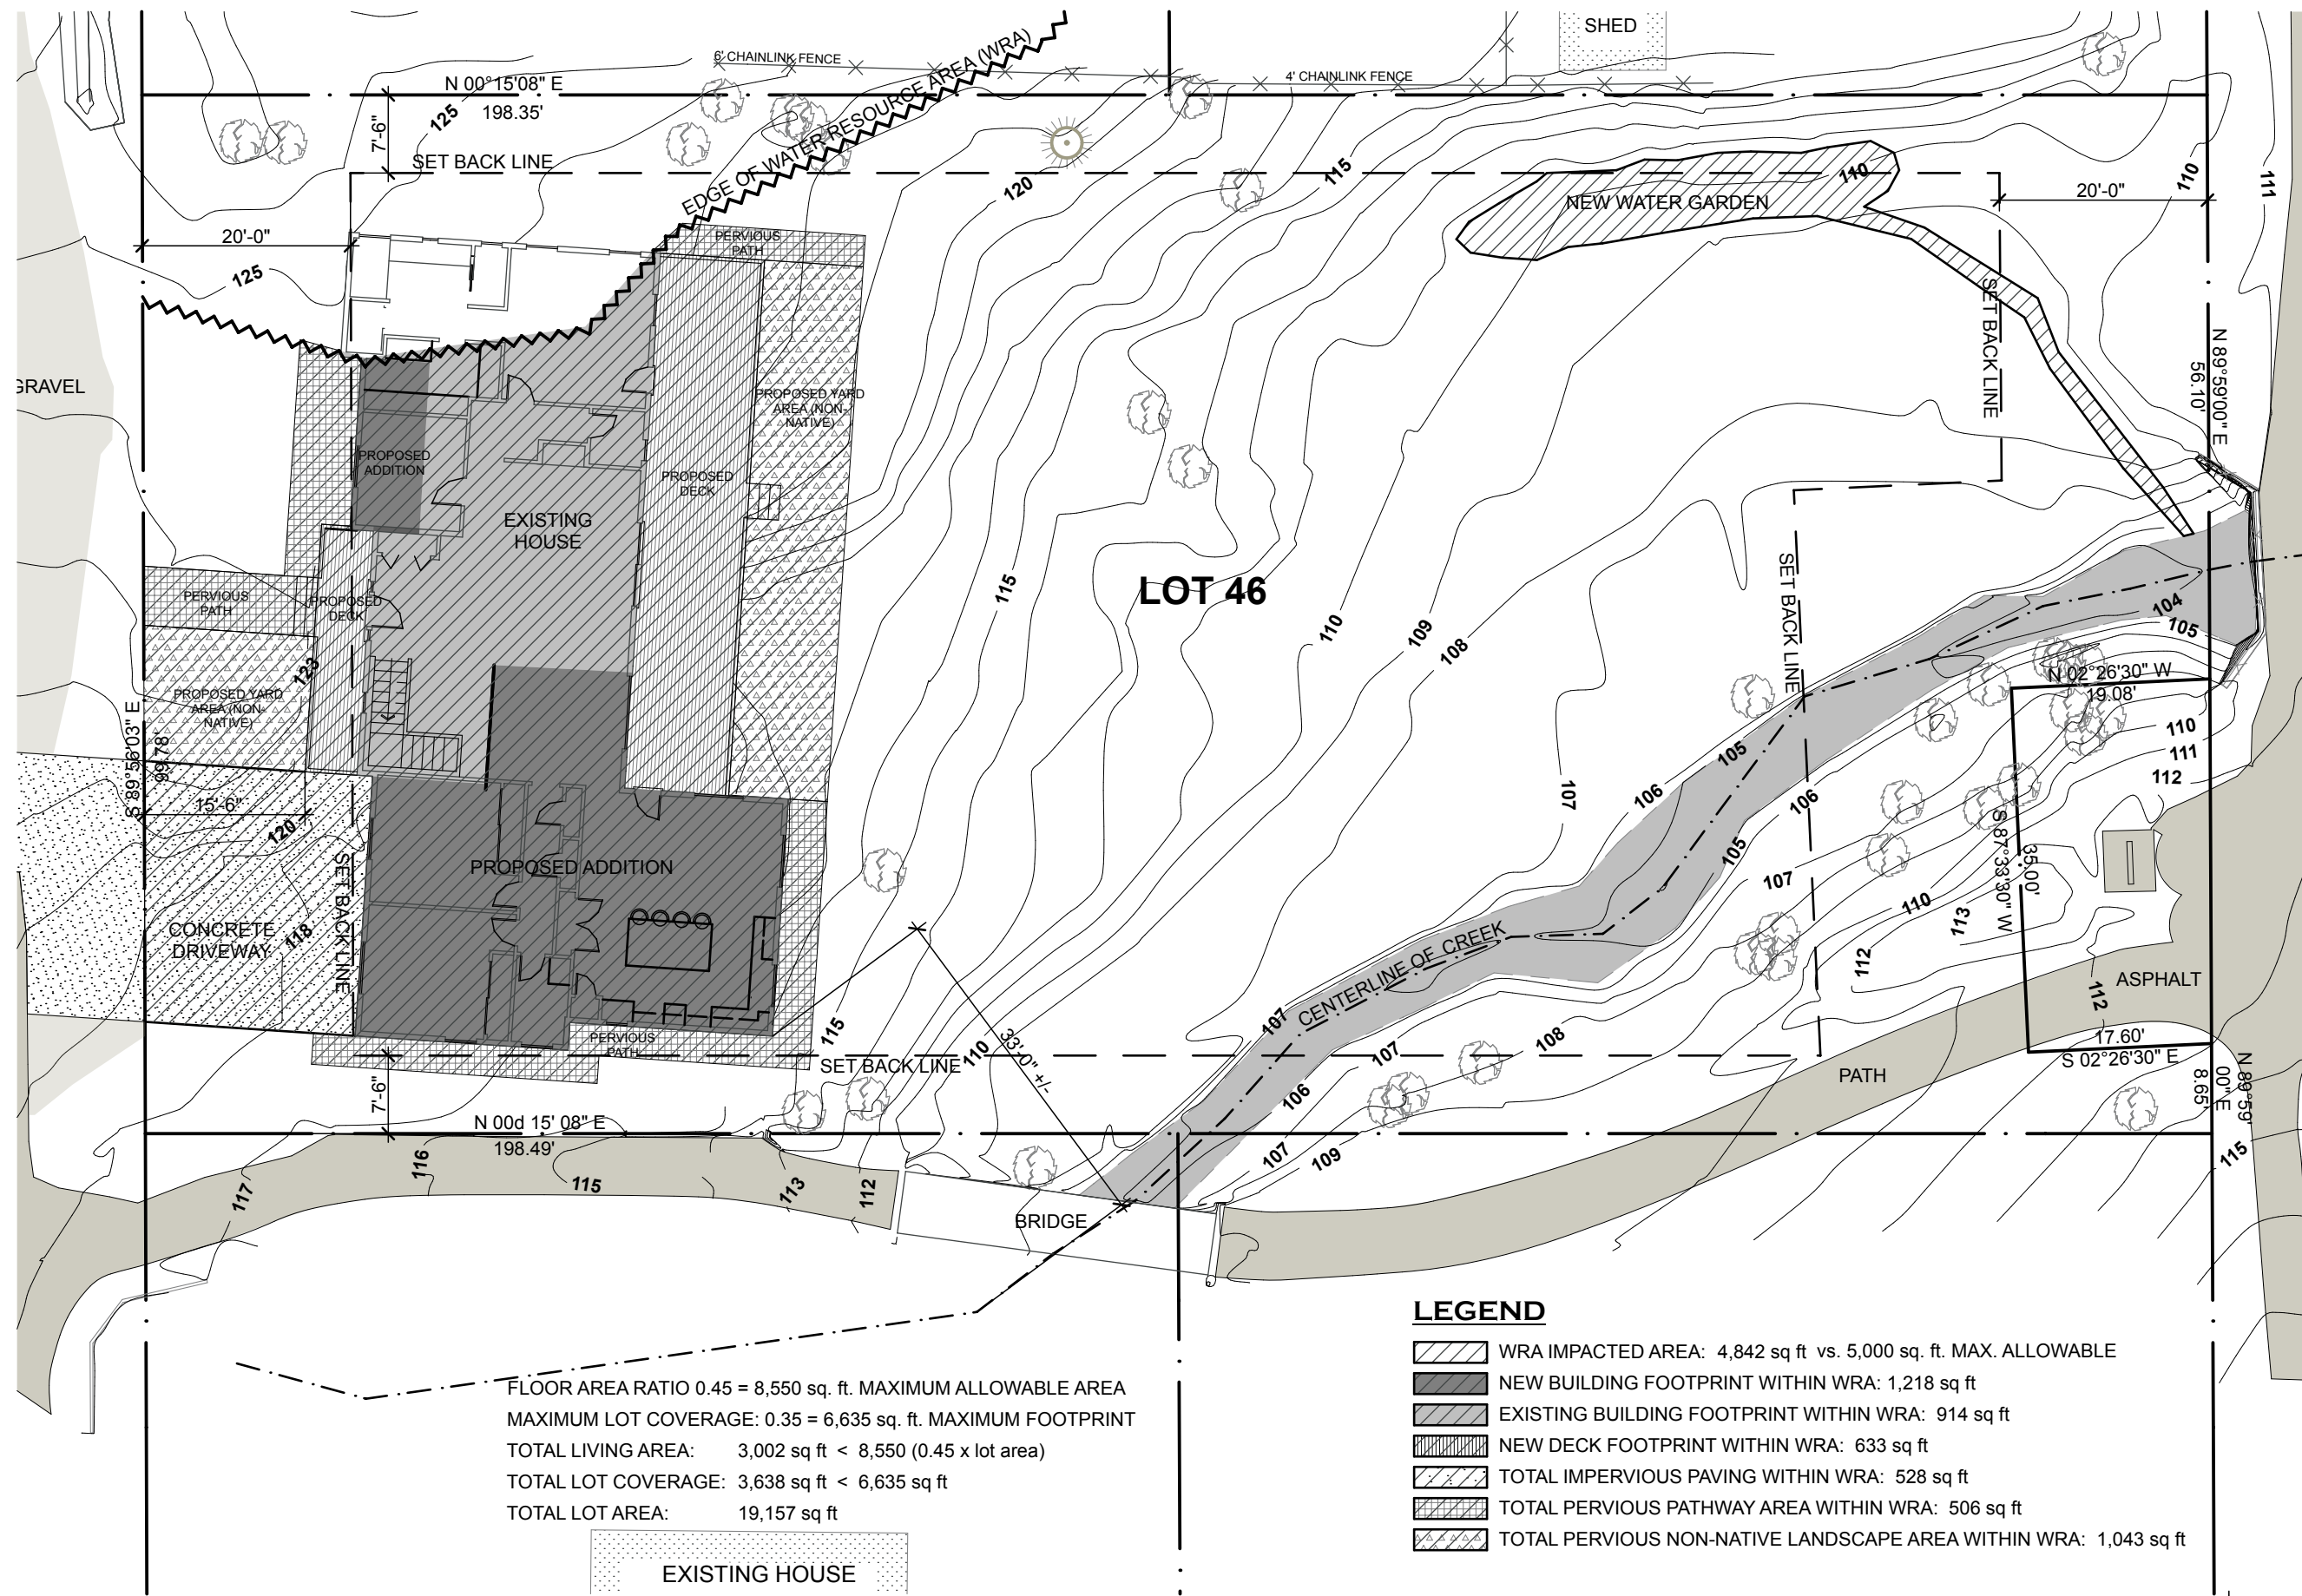 SHED
6' CHAINLINK FENCE
4' CHAINLINK FENCE
N 00°15'08" E
198.35'
125
7'-6"
SET BACK LINE
EDGE OF WATER RESOURCE AREA (WRA)
120
115
110
NEW WATER GARDEN
20'-0"
110
111
20'-0"
125
PERVIOUS
PATH
SET BACK LINE
N 89°59'00" E
56.10'
GRAVEL
PROPOSED YARD
AREA (NON-
NATIVE)
PROPOSED
ADDITION
PROPOSED
DECK
EXISTING
HOUSE
LOT 46
115
110
109
108
SET BACK LINE
PERVIOUS
PATH
PROPOSED
DECK
104
105
N 02°26'30" W
19.08'
123
PROPOSED YARD
AREA (NON-
NATIVE)
S 89°56'03" E
99.78'
110
111
112
105
106
107
106
105
15'-6"
120
S 87°33'30" W
35.00'
PROPOSED ADDITION
107
110
113
112
SET BACK LINE
CONCRETE
DRIVEWAY
118
CENTERLINE OF CREEK
ASPHALT
112
107
115
PERVIOUS
PATH
33'-0" +/-
110
SET BACK LINE
107
108
17.60'
S 02°26'30" E
PATH
N 89°59'
00" E
8.65'
106
7'-6"
N 00d 15' 08" E
198.49'
107
109
115
116
117
115
113
112
BRIDGE
LEGEND
WRA IMPACTED AREA: 4,842 sq ft vs. 5,000 sq. ft. MAX. ALLOWABLE
NEW BUILDING FOOTPRINT WITHIN WRA: 1,218 sq ft
EXISTING BUILDING FOOTPRINT WITHIN WRA: 914 sq ft
NEW DECK FOOTPRINT WITHIN WRA: 633 sq ft
TOTAL IMPERVIOUS PAVING WITHIN WRA: 528 sq ft
TOTAL PERVIOUS PATHWAY AREA WITHIN WRA: 506 sq ft
TOTAL PERVIOUS NON-NATIVE LANDSCAPE AREA WITHIN WRA: 1,043 sq ft
FLOOR AREA RATIO 0.45 = 8,550 sq. ft. MAXIMUM ALLOWABLE AREA
MAXIMUM LOT COVERAGE: 0.35 = 6,635 sq. ft. MAXIMUM FOOTPRINT
TOTAL LIVING AREA: 3,002 sq ft < 8,550 (0.45 x lot area)
TOTAL LOT COVERAGE: 3,638 sq ft < 6,635 sq ft
TOTAL LOT AREA: 19,157 sq ft
EXISTING HOUSE